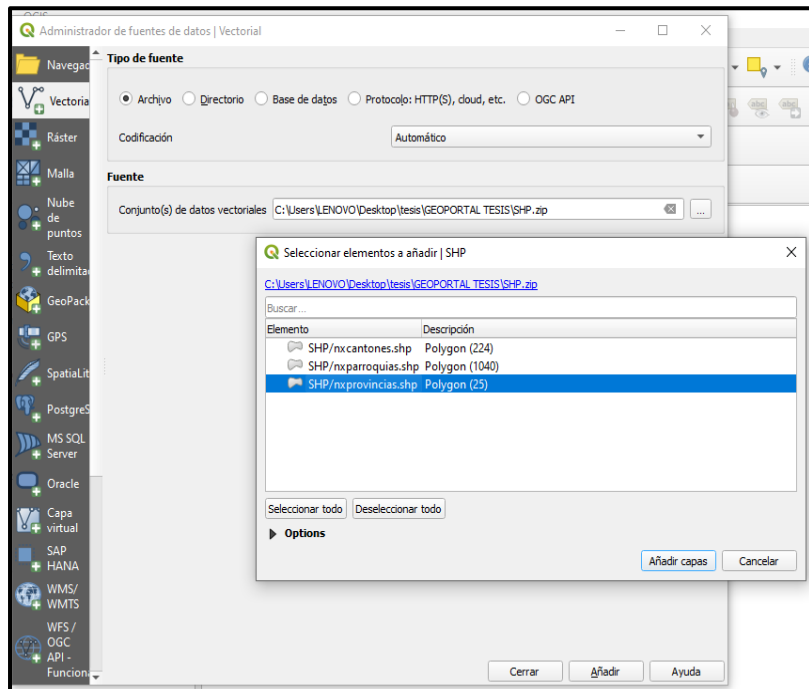 Administrador de fuentes de datos | Vectorial
Navegad
Vectoria
Ráster
Malla
Nube
de
puntos
Texto
delimita
GeoPack
GPS
SpatiaLit
PostgreS
MS SQL
Server
Oracle
Capa
virtual
SAP
HANA
WMS/
WMTS
WFS /
OGC
API -
Funciona
Tipo de fuente
Archivo Directorio Base de datos Protocolo: HTTP(S), cloud, etc. OGC API
Codificación Automático
Fuente
Conjunto(s) de datos vectoriales C:\Users\LENOVO\Desktop\tesis\GEOPORTAL TESIS\SHP.zip ...
Seleccionar elementos a añadir | SHP
C:\Users\LENOVO\Desktop\tesis\GEOPORTAL TESIS\SHP.zip
Buscar...
Elemento Descripción
SHP/nxcantones.shp Polygon (224)
SHP/nxparroquias.shp Polygon (1040)
SHP/nxprovincias.shp Polygon (25)
Seleccionar todo Deseleccionar todo
Options
Añadir capas Cancelar
Cerrar Añadir Ayuda
abc abc